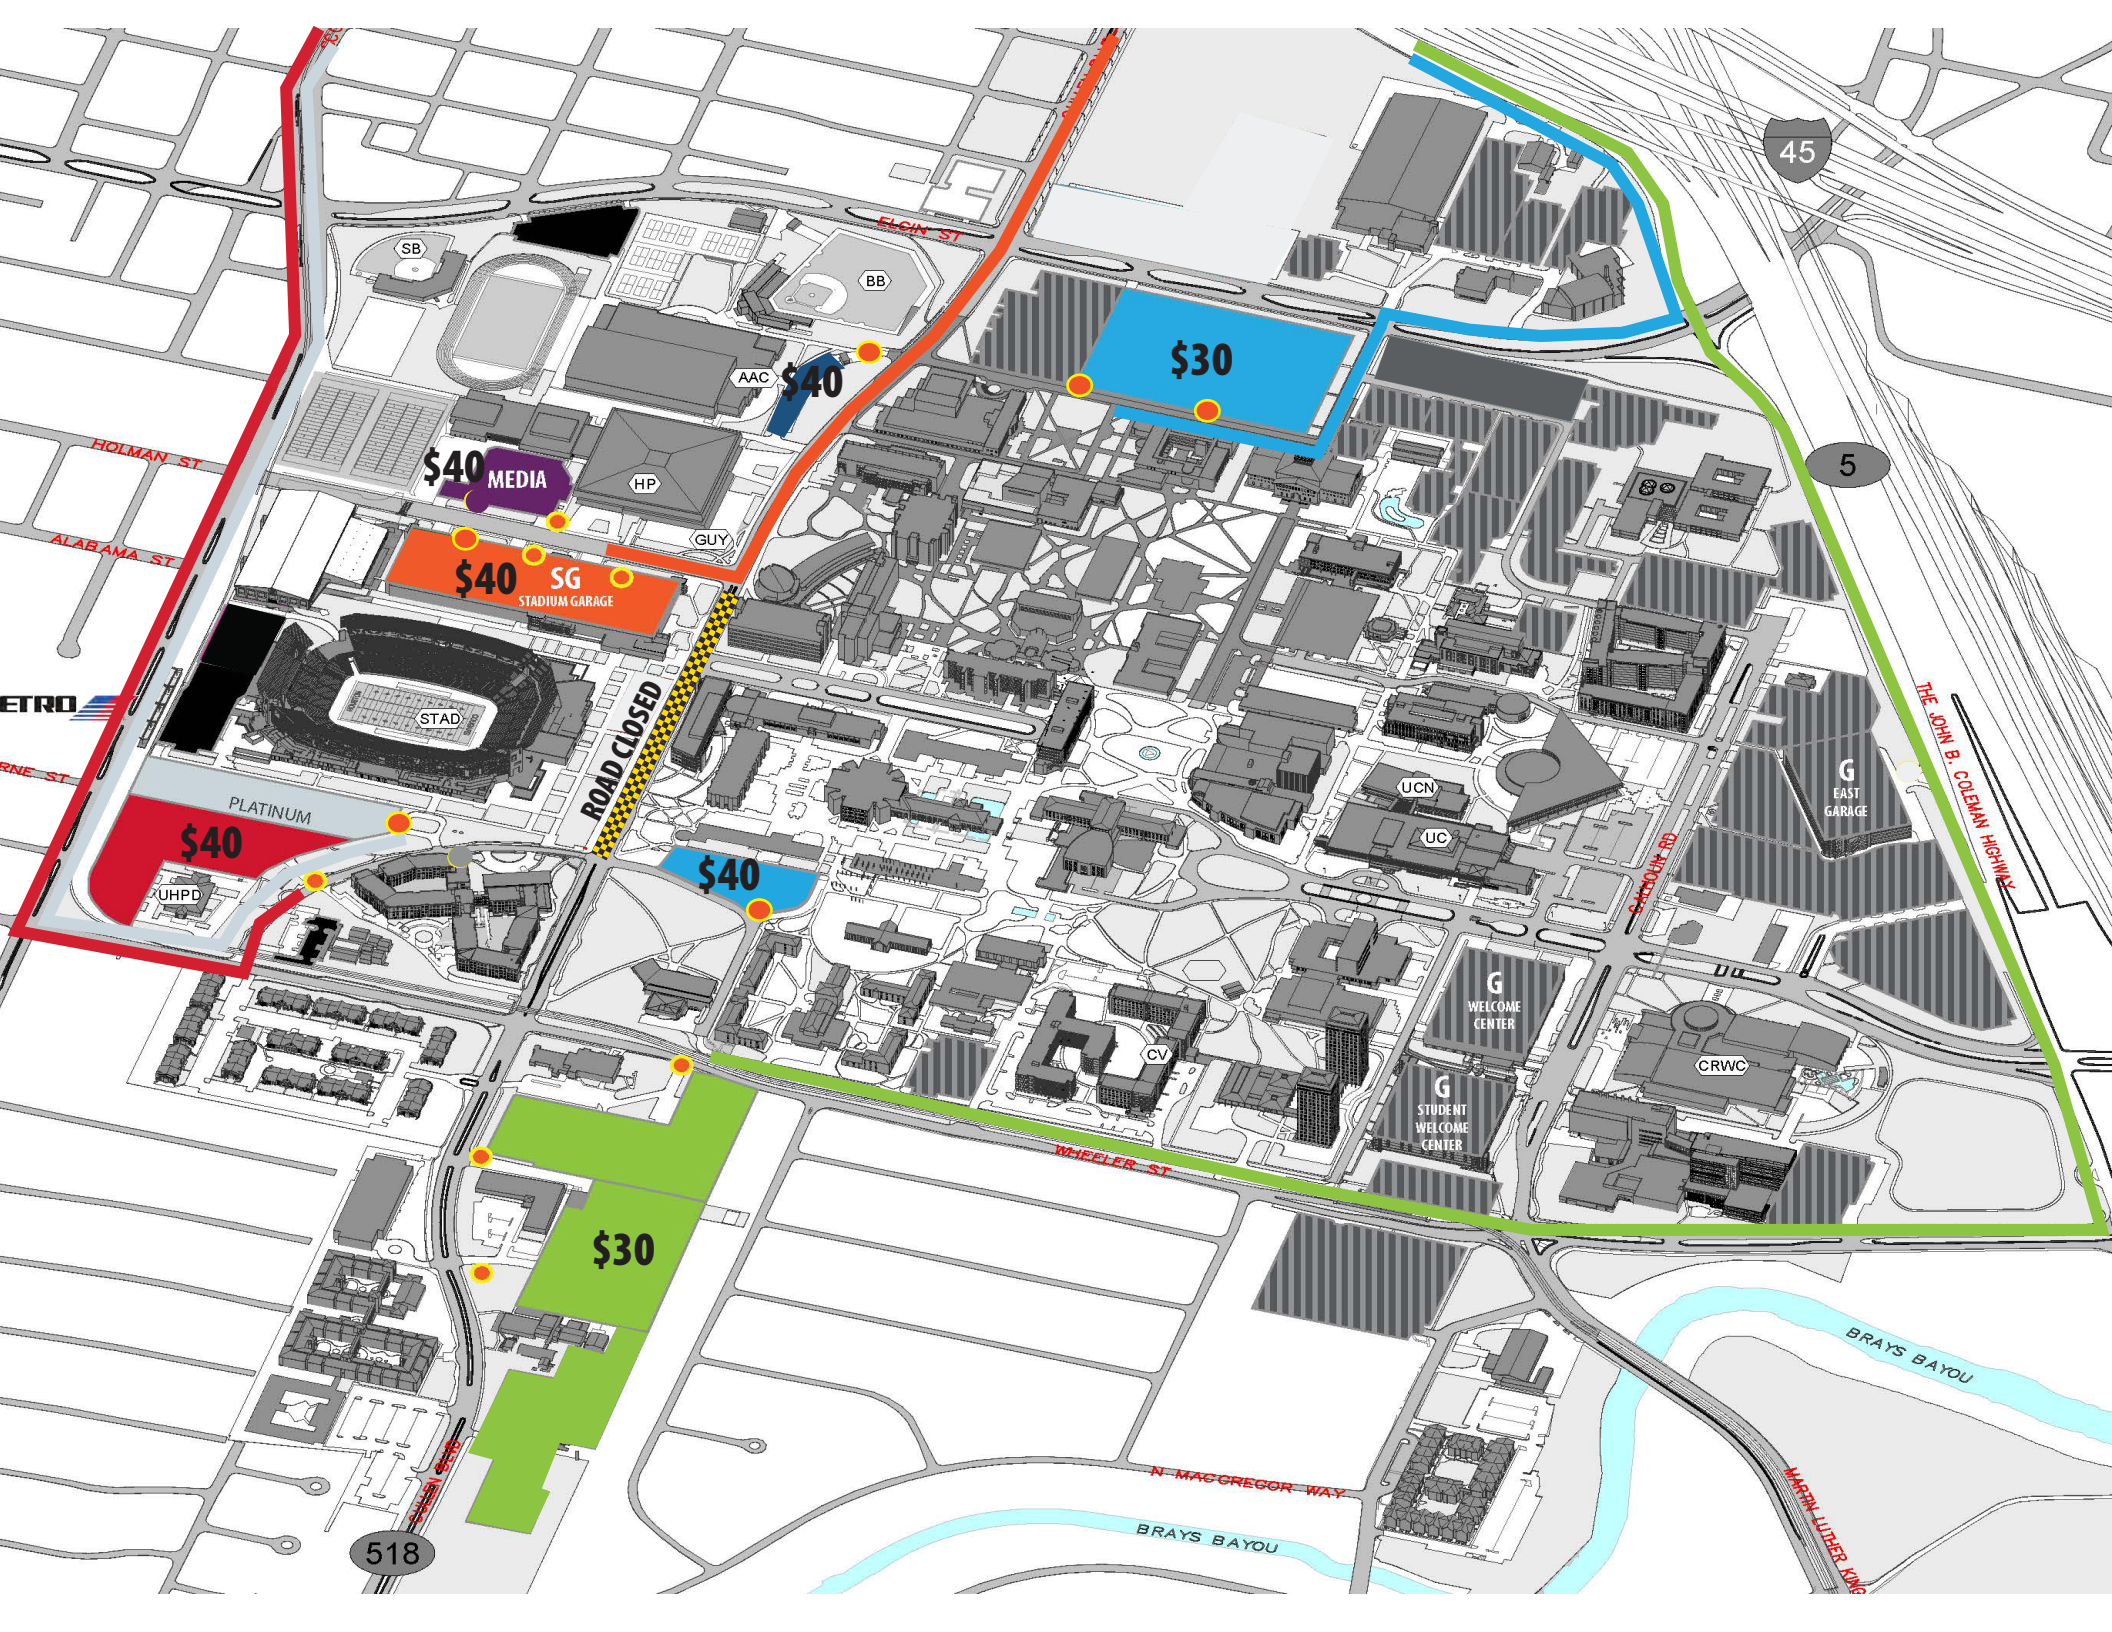 45
ELGIN ST
SB
BB
$30
AAC
$40
HOLMAN ST
$40
MEDIA
HP
5
GUY
ALABAMA ST
$40
SG
STADIUM GARAGE
ETRO
STAD
ROAD CLOSED
THE JOHN B. COLEMAN HIGHWAY
RNE ST
G
EAST
GARAGE
UCN
PLATINUM
$40
UC
CALHOUN RD
$40
UHPD
G
WELCOME
CENTER
CV
CRWC
G
STUDENT
WELCOME
CENTER
WHEELER ST
$30
BRAYS BAYOU
CULLEN BLVD
N MACGREGOR WAY
MARTIN LUTHER KING
BRAYS BAYOU
518